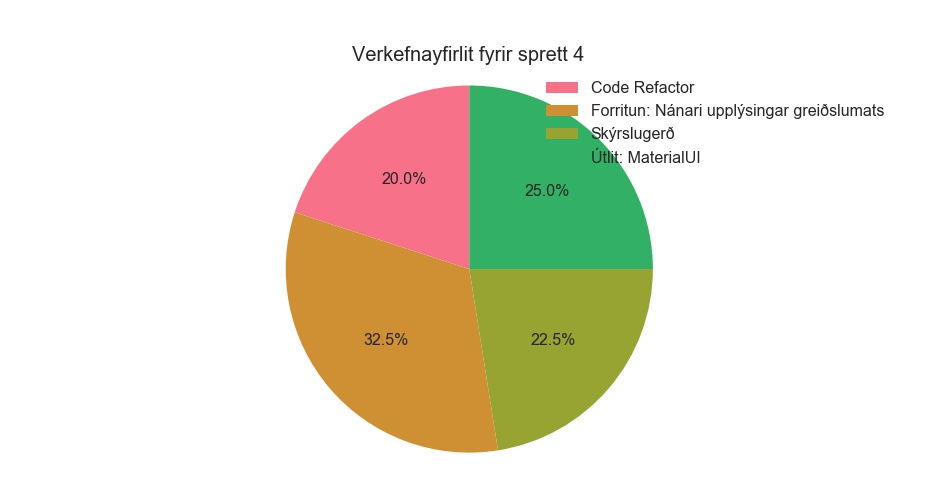 Verkefnayfirlit fyrir sprett 4
Code Refactor
Forritun: Nánari upplýsingar greiðslumats
Skýrslugerð
Útlit: MaterialUI
20.0%
25.0%
32.5%
22.5%